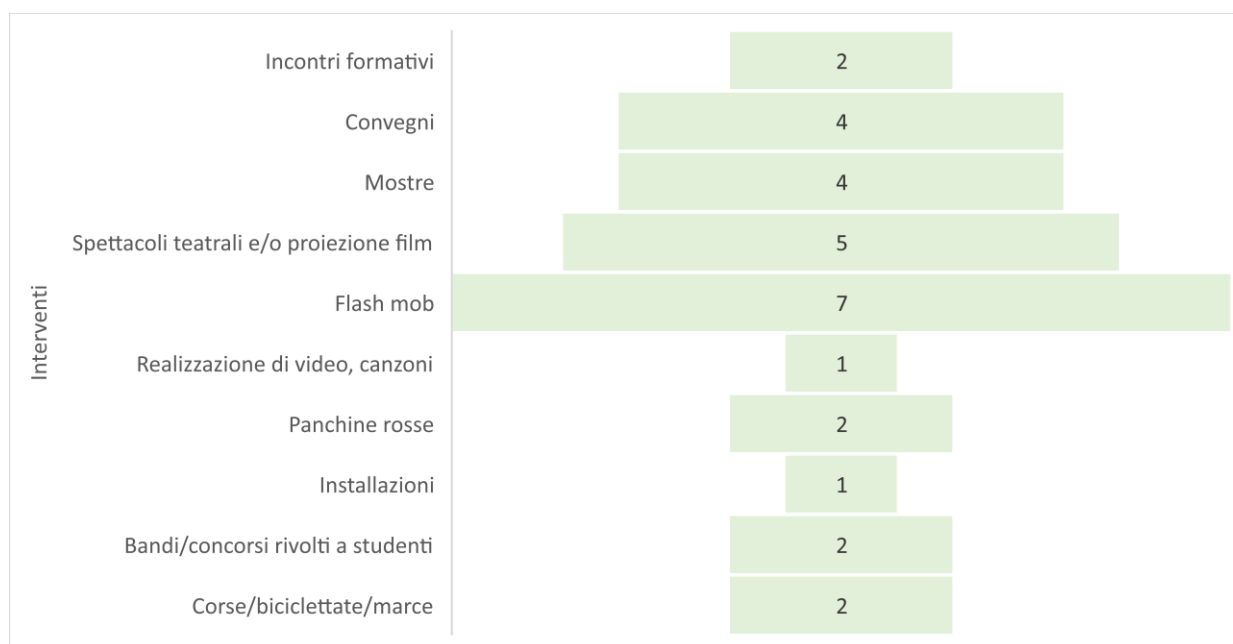 Interventi
Incontri formativi 2
Convegni 4
Mostre 4
Spettacoli teatrali e/o proiezione film 5
Flash mob 7
Realizzazione di video, canzoni 1
Panchine rosse 2
Installazioni 1
Bandi/concorsi rivolti a studenti 2
Corse/biciclettate/marce 2